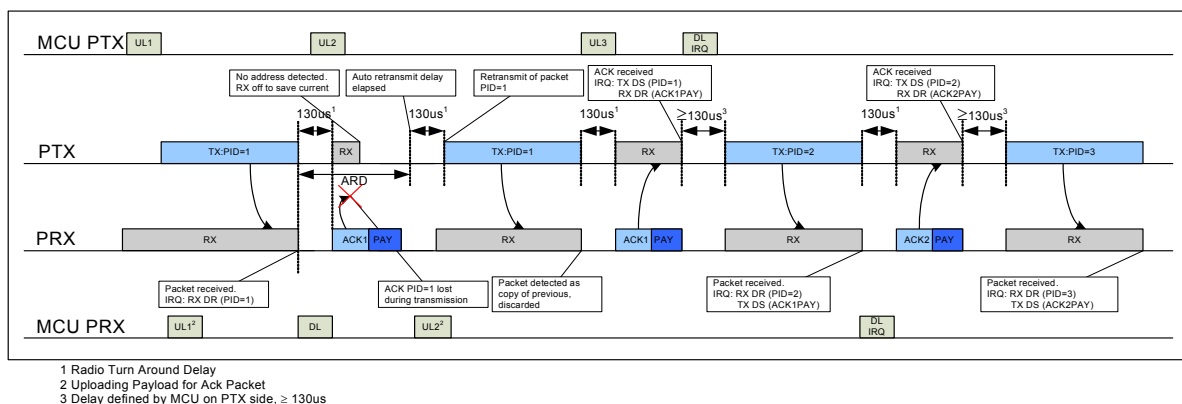 MCU PTX
UL1
UL2
UL3
DL
IRQ
No address detected.
RX off to save current
Auto retransmit delay
elapsed
Retransmit of packet
PID=1
ACK received
IRQ: TX DS (PID=1)
RX DR (ACK1PAY)
ACK received
IRQ: TX DS (PID=2)
RX DR (ACK2PAY)
130us1
130us1
130us1
≥130us3
130us1
≥130us3
PTX
TX:PID=1
RX
TX:PID=1
RX
TX:PID=2
RX
TX:PID=3
ARD
PRX
RX
ACK1
PAY
RX
ACK1
PAY
RX
ACK2
PAY
RX
Packet received.
IRQ: RX DR (PID=1)
ACK PID=1 lost
during transmission
Packet detected as
copy of previous,
discarded
Packet received.
IRQ: RX DR (PID=2)
TX DS (ACK1PAY)
Packet received.
IRQ: RX DR (PID=3)
TX DS (ACK2PAY)
MCU PRX
UL12
DL
UL22
DL
IRQ
1 Radio Turn Around Delay
2 Uploading Payload for Ack Packet
3 Delay defined by MCU on PTX side, ≥ 130us